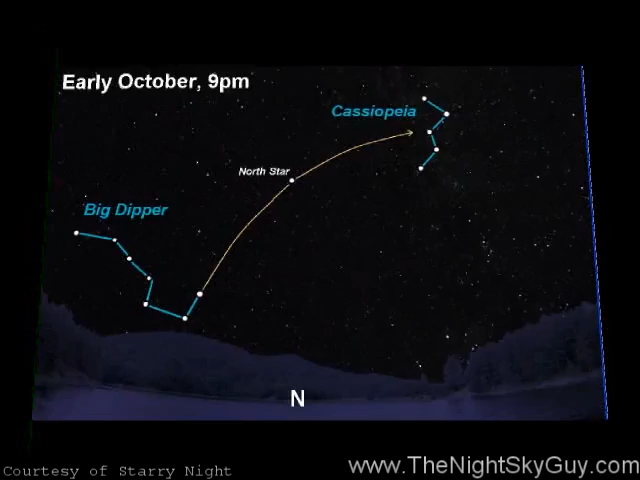 Early October, 9pm
Cassiopeia
North Star
Big Dipper
N
Courtesy of Starry Night
www.TheNightSkyGuy.com